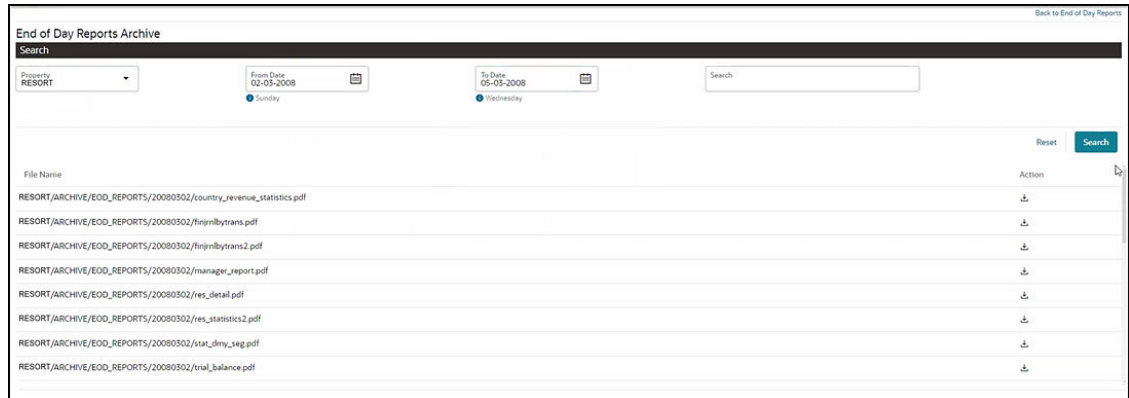 Back to End of Day Reports
End of Day Reports Archive
Search
Property
RESORT
From Date
02-03-2008
Sunday
To Date
05-03-2008
Wednesday
Search
Reset
Search
File Name
Action
RESORT/ARCHIVE/EOD_REPORTS/20080302/country_revenue_statistics.pdf
RESORT/ARCHIVE/EOD_REPORTS/20080302/finjrnlbytrans.pdf
RESORT/ARCHIVE/EOD_REPORTS/20080302/finjrnlbytrans2.pdf
RESORT/ARCHIVE/EOD_REPORTS/20080302/manager_report.pdf
RESORT/ARCHIVE/EOD_REPORTS/20080302/res_detail.pdf
RESORT/ARCHIVE/EOD_REPORTS/20080302/res_statistics2.pdf
RESORT/ARCHIVE/EOD_REPORTS/20080302/stat_dmy_seg.pdf
RESORT/ARCHIVE/EOD_REPORTS/20080302/trial_balance.pdf